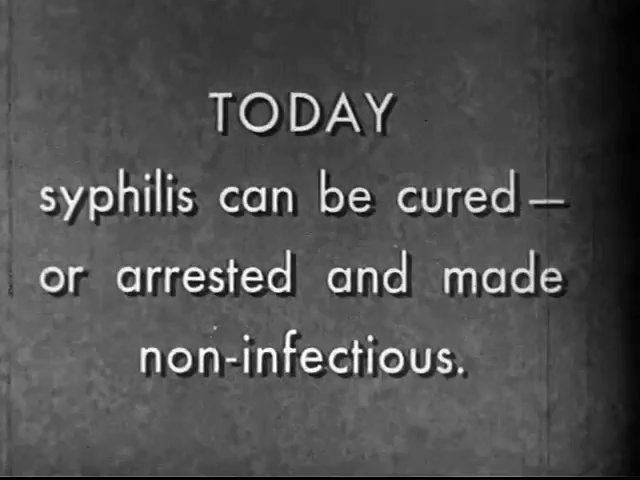 TODAY
syphilis can be cured —
or arrested and made
non-infectious.